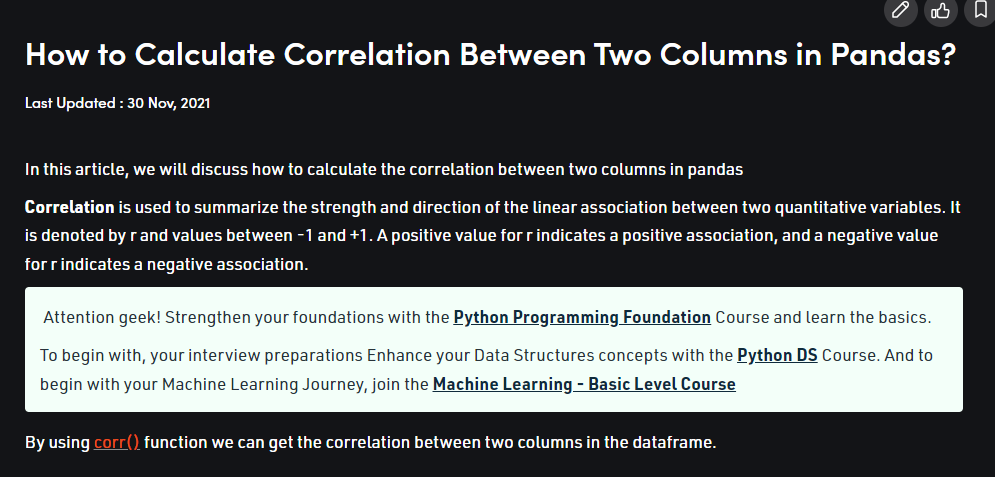 How to Calculate Correlation Between Two Columns in Pandas?
Last Updated : 30 Nov, 2021
In this article, we will discuss how to calculate the correlation between two columns in pandas
Correlation is used to summarize the strength and direction of the linear association between two quantitative variables. It
is denoted by r and values between -1 and +1. A positive value for r indicates a positive association, and a negative value
for r indicates a negative association.
Attention geek! Strengthen your foundations with the Python Programming Foundation Course and learn the basics.
To begin with, your interview preparations Enhance your Data Structures concepts with the Python DS Course. And to
begin with your Machine Learning Journey, join the Machine Learning - Basic Level Course
By using corr() function we can get the correlation between two columns in the dataframe.